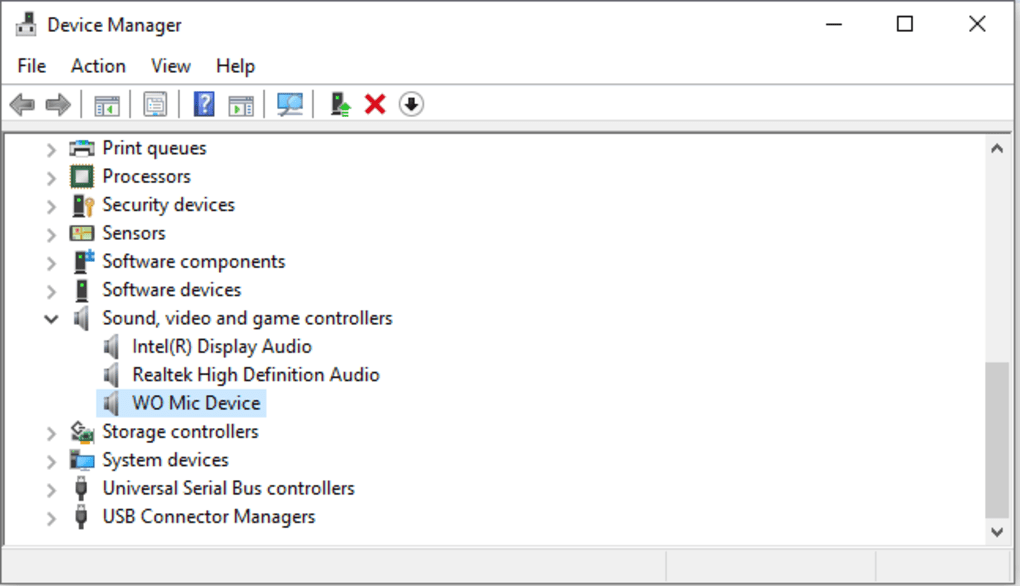 Device Manager
File Action View Help
Print queues
Processors
Security devices
Sensors
Software components
Software devices
Sound, video and game controllers
Intel(R) Display Audio
Realtek High Definition Audio
WO Mic Device
Storage controllers
System devices
Universal Serial Bus controllers
USB Connector Managers